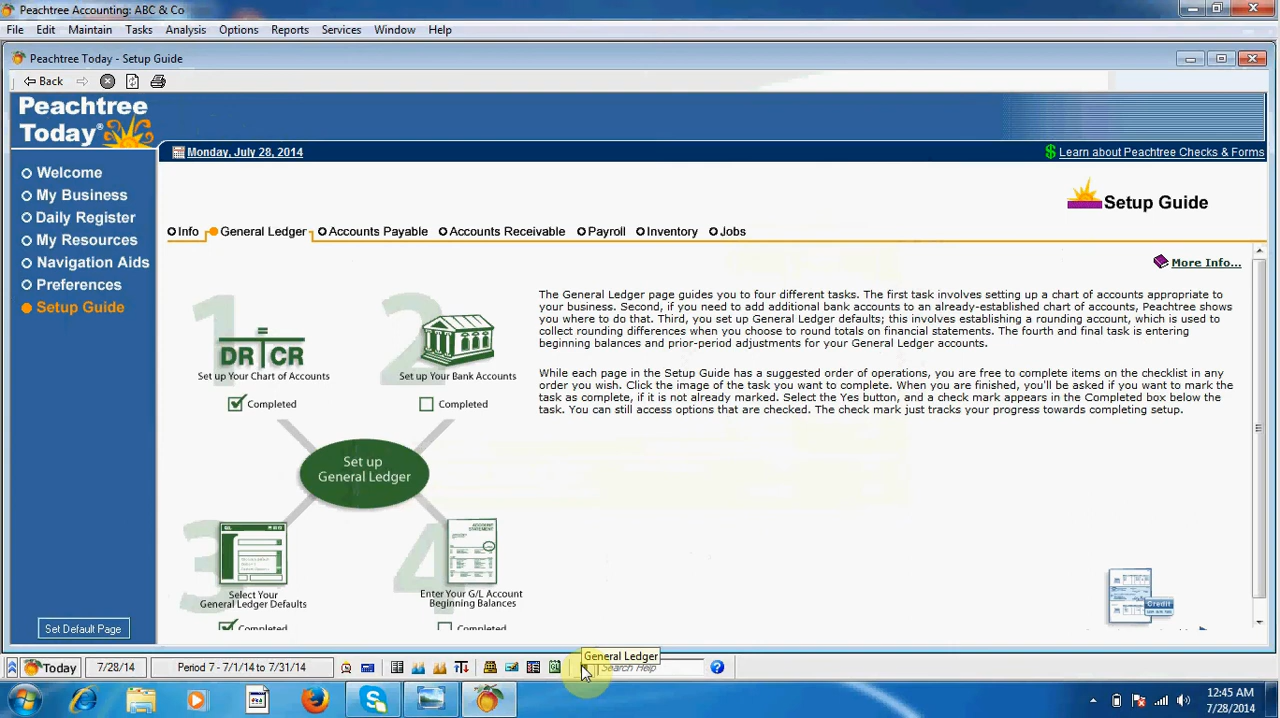 Peachtree Accounting: ABC & Co
File Edit Maintain Tasks Analysis Options Reports Services Window Help
Peachtree Today - Setup Guide
Back
Peachtree
Today®
Monday, July 28, 2014
Learn about Peachtree Checks & Forms
Welcome
My Business
Daily Register
My Resources
Navigation Aids
Preferences
Setup Guide
Setup Guide
Info General Ledger Accounts Payable Accounts Receivable Payroll Inventory Jobs
More Info...
The General Ledger page guides you to four different tasks. The first task involves setting up a chart of accounts appropriate to
your business. Second, if you need to add additional bank accounts to an already-established chart of accounts, Peachtree shows
you where to do that. Third, you set up General Ledger defaults; this involves establishing a rounding account, which is used to
collect rounding differences when you choose to round totals on financial statements. The fourth and final task is entering
beginning balances and prior-period adjustments for your General Ledger accounts.
While each page in the Setup Guide has a suggested order of operations, you are free to complete items on the checklist in any
order you wish. Click the image of the task you want to complete. When you are finished, you'll be asked if you want to mark the
task as complete, if it is not already marked. Select the Yes button, and a check mark appears in the Completed box below the
task. You can still access options that are checked. The check mark just tracks your progress towards completing setup.
1
DR CR
Set up Your Chart of Accounts
Completed
2
Set up Your Bank Accounts
Completed
Set up
General Ledger
3
GL
Select Your
General Ledger Defaults
Completed
4
ACCOUNT
STATEMENT
Enter Your G/L Account
Beginning Balances
Completed
Credit
Set Default Page
General Ledger
Today 7/28/14 Period 7 - 7/1/14 to 7/31/14 Search Help
12:45 AM
7/28/2014